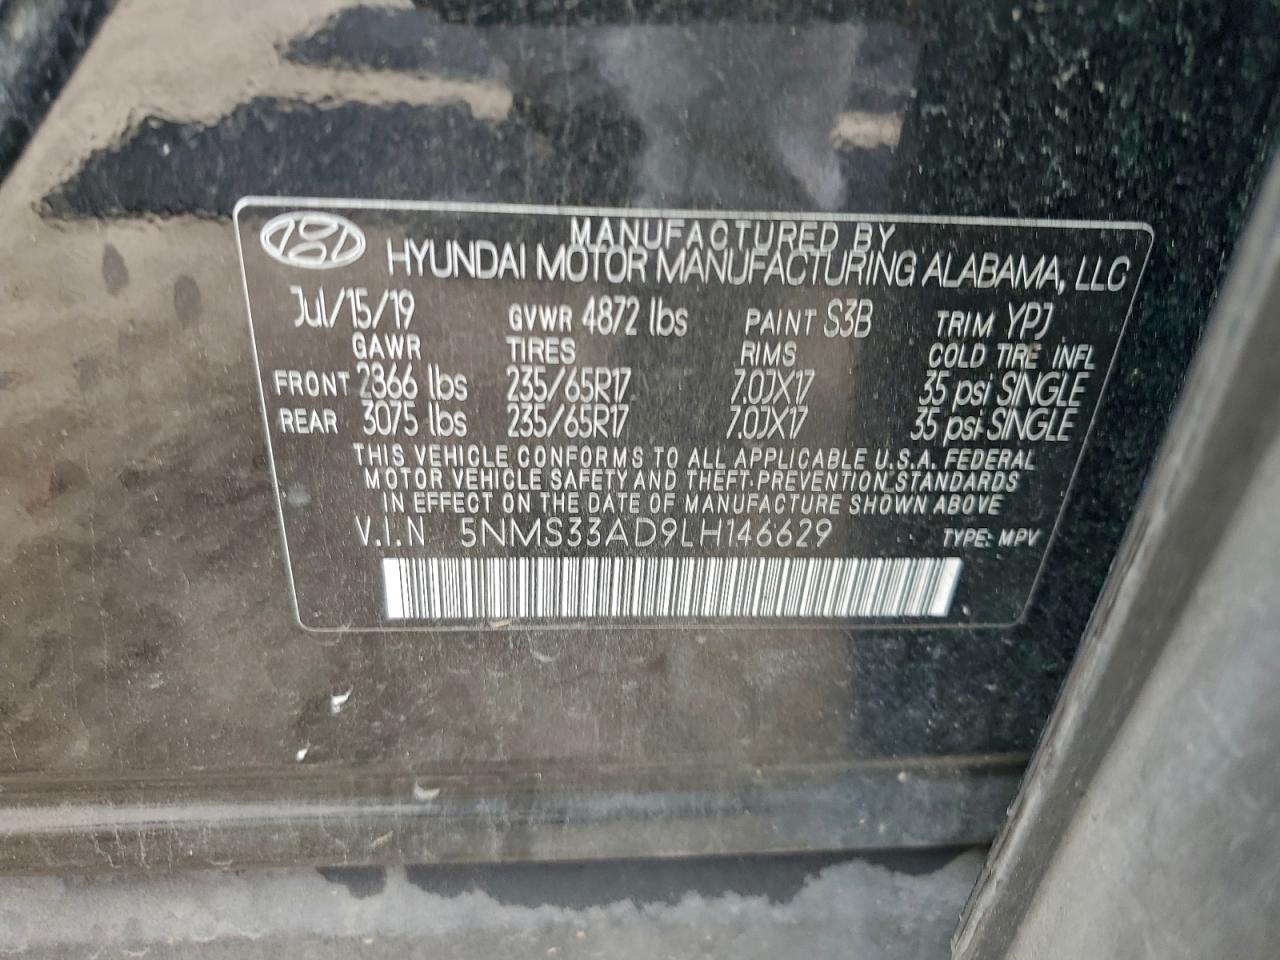 MANUFACTURED BY
HYUNDAI MOTOR MANUFACTURING ALABAMA, LLC
Jul/15/19 GVWR 4872 lbs PAINT S3B TRIM YPJ
GAWR TIRES RIMS COLD TIRE INFL
FRONT 2366 lbs 235/65R17 7.0JX17 35 psi SINGLE
REAR 3075 lbs 235/65R17 7.0JX17 35 psi SINGLE
THIS VEHICLE CONFORMS TO ALL APPLICABLE U.S.A. FEDERAL
MOTOR VEHICLE SAFETY AND THEFT PREVENTION STANDARDS
IN EFFECT ON THE DATE OF MANUFACTURE SHOWN ABOVE
V.I.N 5NMS33AD9LH146629 TYPE: MPV